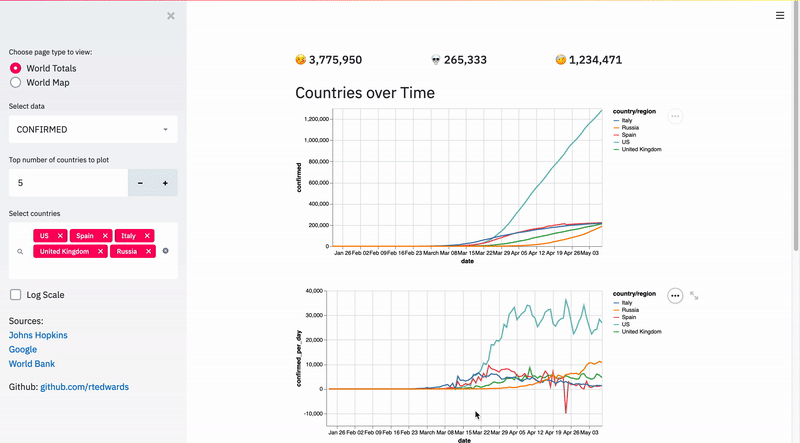 Choose page type to view:
World Totals
World Map
Select data
CONFIRMED
Top number of countries to plot
5
Select countries
US
Spain
Italy
United Kingdom
Russia
Log Scale
Sources:
Johns Hopkins
Google
World Bank
Github: github.com/rtedwards
3,775,950
265,333
1,234,471
Countries over Time
country/region
Italy
Russia
Spain
US
United Kingdom
confirmed
1,200,000
1,000,000
800,000
600,000
400,000
200,000
0
Jan 26 Feb 02 Feb 09 Feb 16 Feb 23 March Mar 08 Mar 15 Mar 22 Mar 29 Apr 05 Apr 12 Apr 19 Apr 26 May 03
date
country/region
Italy
Russia
Spain
US
United Kingdom
confirmed_per_day
40,000
30,000
20,000
10,000
0
-10,000
Jan 26 Feb 02 Feb 09 Feb 16 Feb 23 March Mar 08 Mar 15 Mar 22 Mar 29 Apr 05 Apr 12 Apr 19 Apr 26 May 03
date